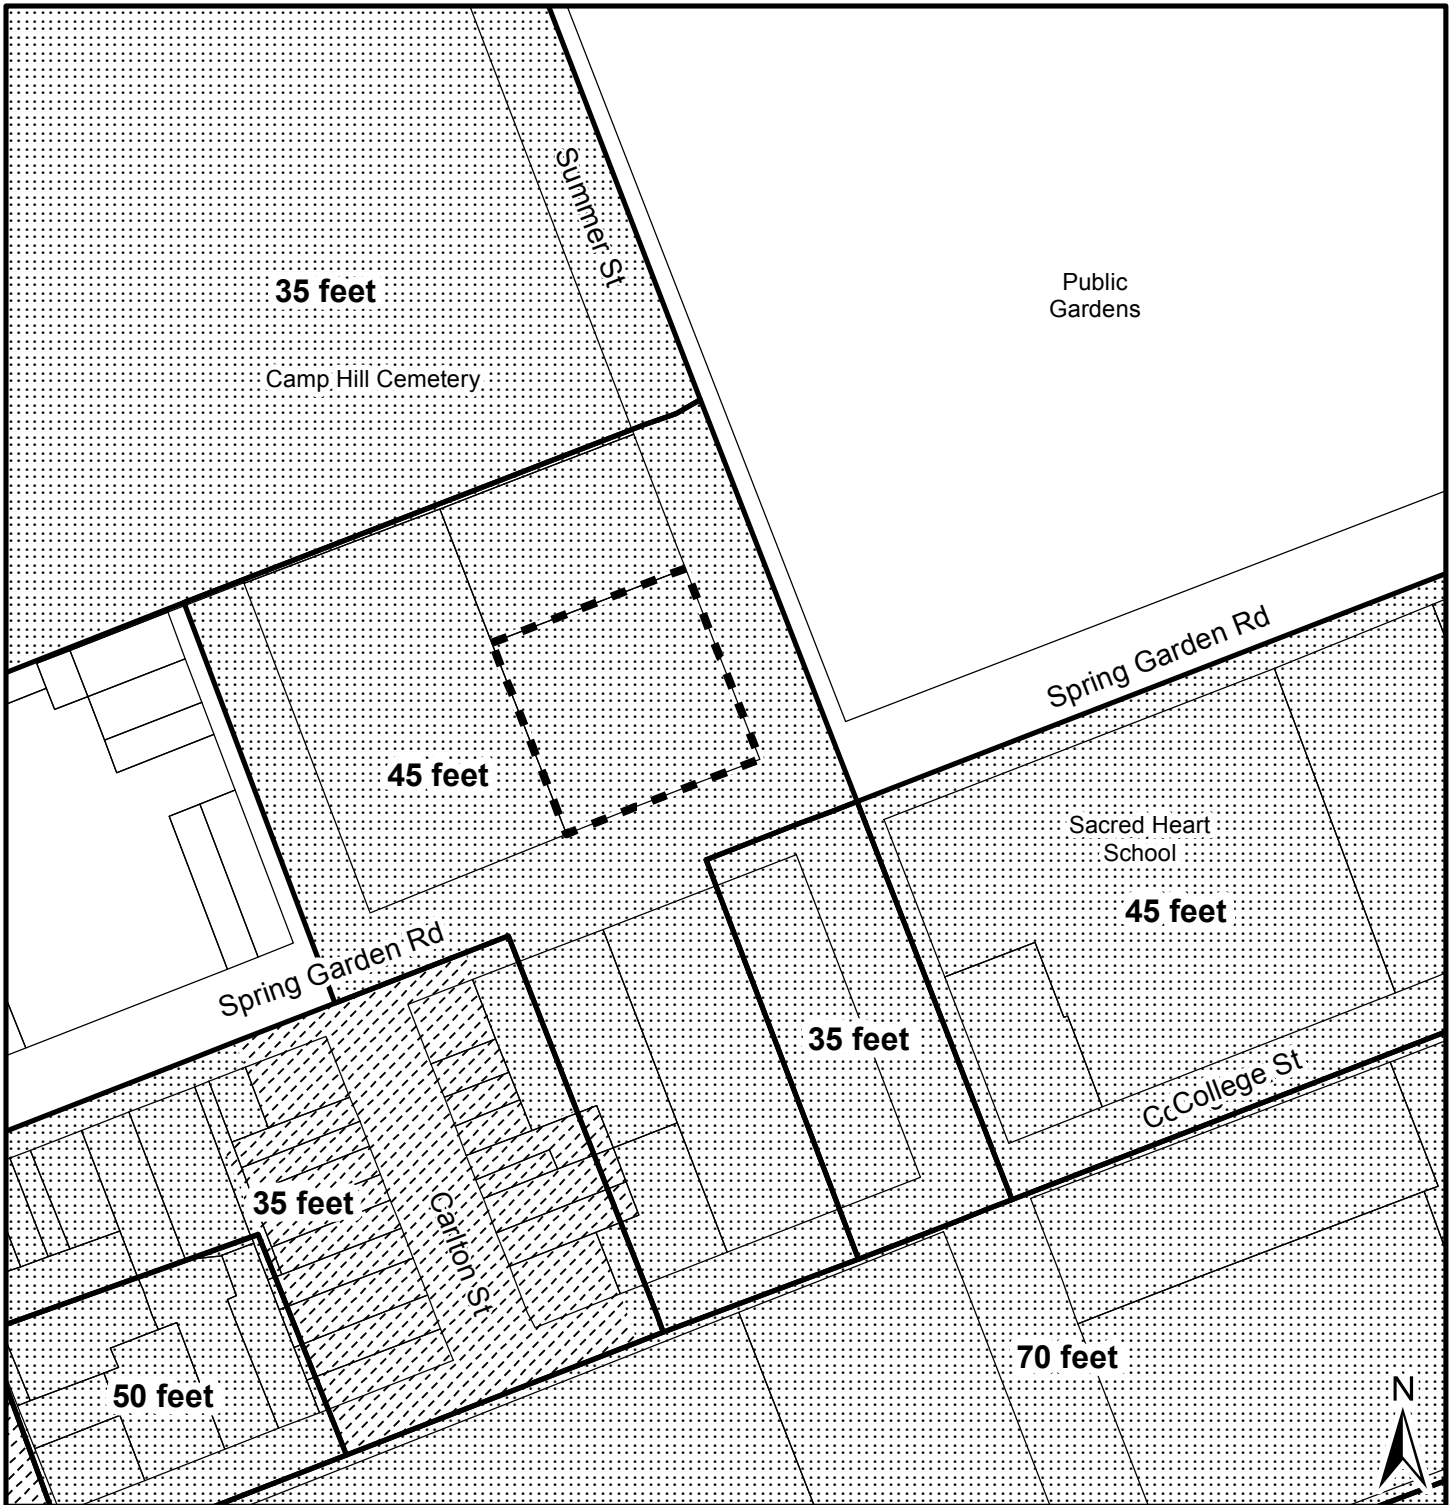 Summer St
35 feet
Public
Gardens
Camp Hill Cemetery
Spring Garden Rd
45 feet
Sacred Heart
School
45 feet
Spring Garden Rd
35 feet
CoCollege St
35 feet
Carlton St
70 feet
50 feet
N